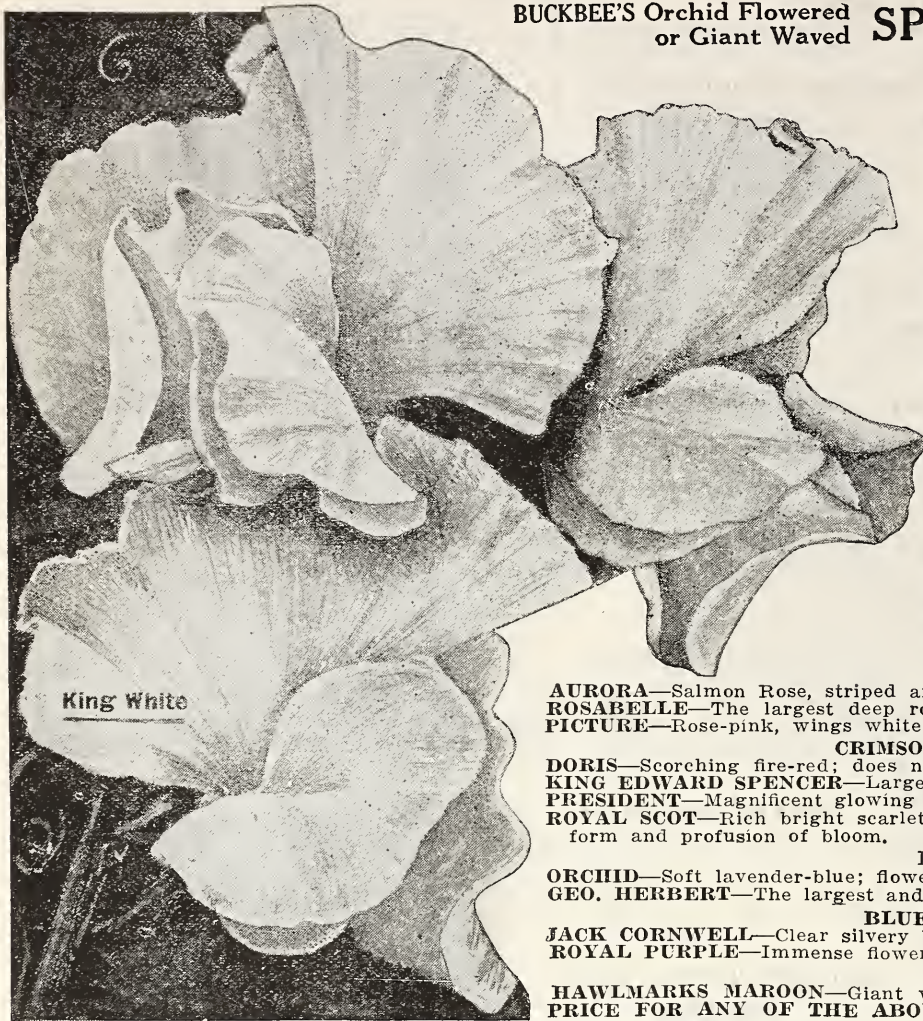 BUCKBEE'S Orchid Flowered
or Giant Waved SP
King White
AURORA—Salmon Rose, striped a
ROSABELLE—The largest deep r
PICTURE—Rose-pink, wings white
CRIMSO
DORIS—Scorching fire-red; does n
KING EDWARD SPENCER—Large
PRESIDENT—Magnificent glowing
ROYAL SCOT—Rich bright scarlet
form and profusion of bloom.
ORCHID—Soft lavender-blue; flowe
GEO. HERBERT—The largest and
BLUE
JACK CORNWELL—Clear silvery
ROYAL PURPLE—Immense flower
HAWLMARKS MAROON—Giant
PRICE FOR ANY OF THE ABO